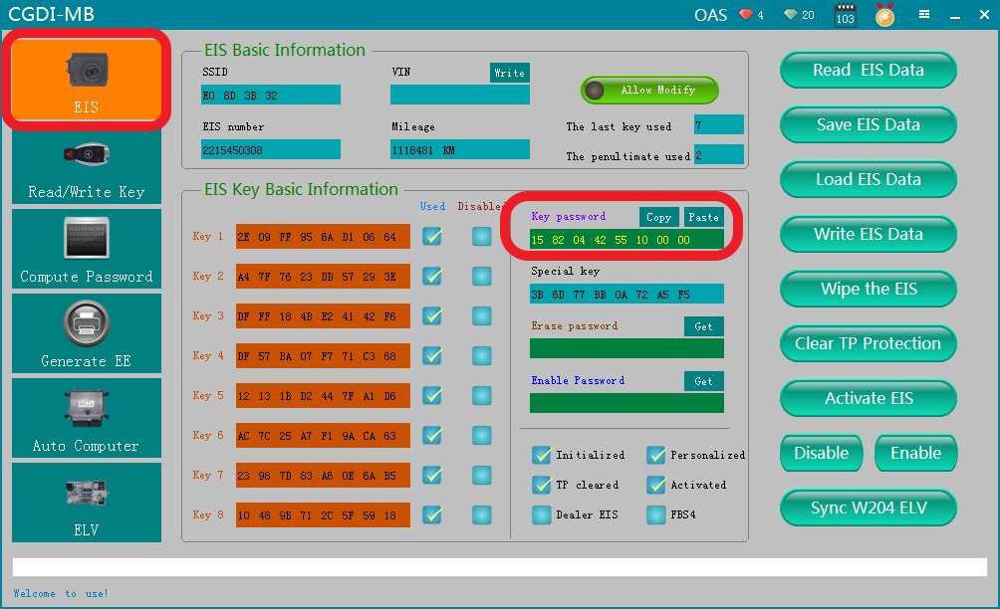 CGDI-MB
OAS 4 20 103
EIS
Read/Write Key
Compute Password
Generate EE
Auto Computer
ELV
EIS Basic Information
SSID
E0 8D 3B 32
VIN Write
EIS number
2215450308
Mileage
1118481 KM
Allow Modify
The last key used 7
The penultimate used 2
EIS Key Basic Information
Used Disabled
Key 1 2E 09 FF 95 6A D1 06 64
Key 2 A4 7F 76 23 DD 57 29 3E
Key 3 DF FF 18 4B E2 41 42 F6
Key 4 DF 57 BA 07 F7 71 C3 68
Key 5 12 13 1B D2 44 7F A1 D6
Key 6 AC 7C 25 A7 F1 9A CA 63
Key 7 23 98 7D 83 A6 0E 6A B5
Key 8 10 48 9B 71 2C 5F 59 18
Key password Copy Paste
15 82 04 42 55 10 00 00
Special key
3B 6D 77 BB 0A 72 A5 F5
Erase password Get
Enable Password Get
Initialized Personalized
TP cleared Activated
Dealer EIS FBS4
Read EIS Data
Save EIS Data
Load EIS Data
Write EIS Data
Wipe the EIS
Clear TP Protection
Activate EIS
Disable Enable
Sync W204 ELV
Welcome to use!